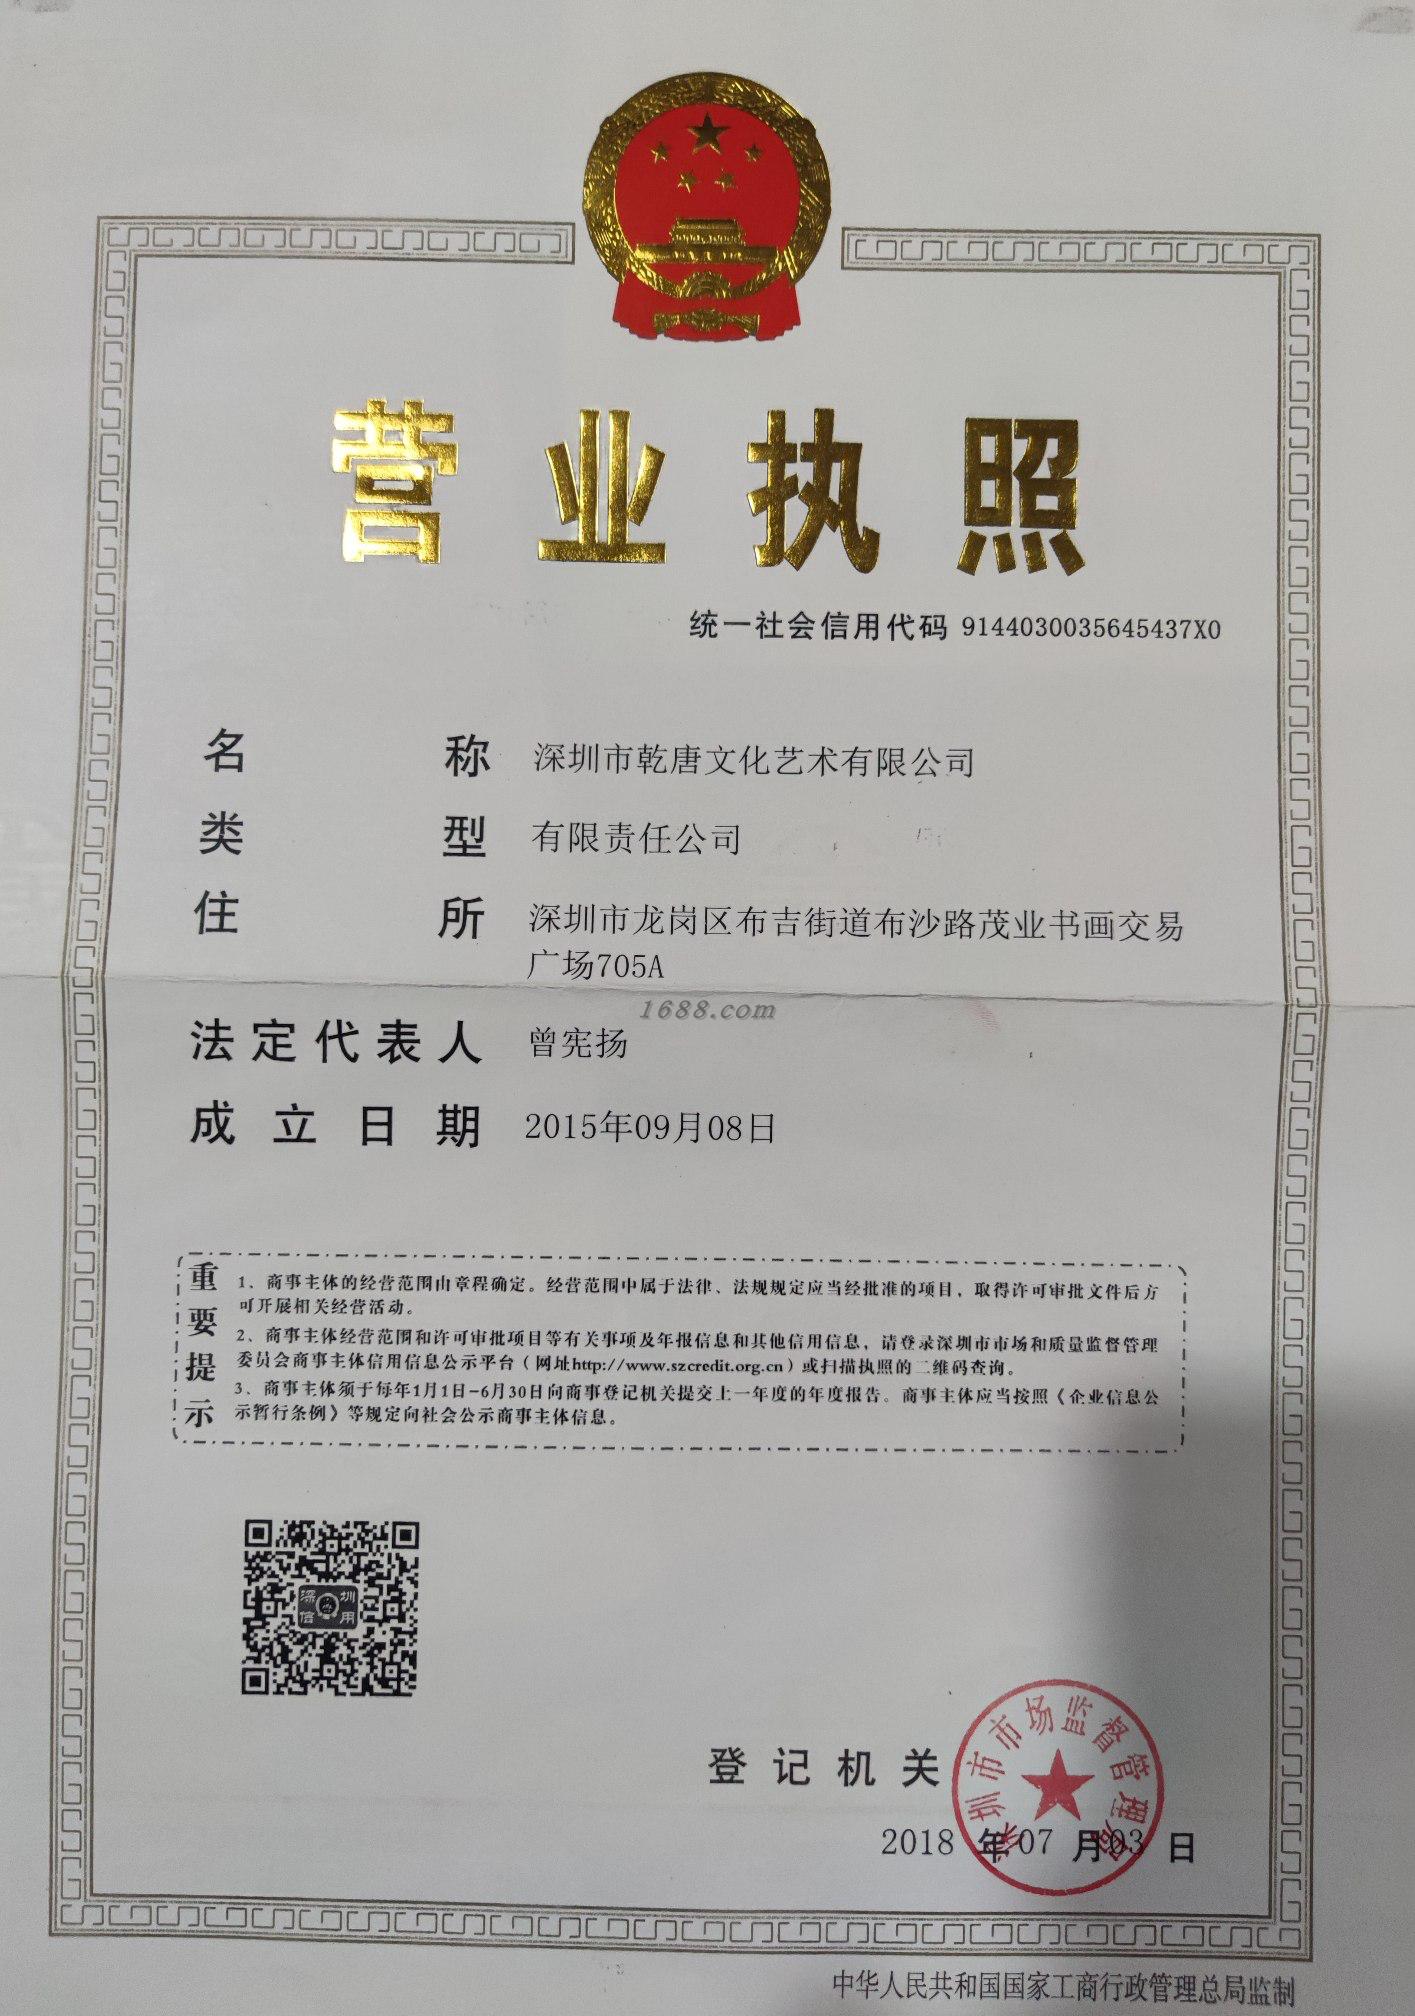 营业执照
统一社会信用代码 9144030035645437X0
名称 深圳市乾唐文化艺术有限公司
类型 有限责任公司
住所 深圳市龙岗区布吉街道布沙路茂业书画交易
广场705A
1688.com
法定代表人 曾宪扬
成立日期 2015年09月08日
重要提示
1、商事主体的经营范围由章程确定。经营范围中属于法律、法规规定应当经批准的项目，取得许可审批文件后方
可开展相关经营活动。
2、商事主体经营范围和许可审批项目等有关事项及年报信息和其他信用信息，请登录深圳市市场和质量监督管理
委员会商事主体信用信息公示平台（网址http://www.szcredit.org.cn）或扫描执照的二维码查询。
3、商事主体须于每年1月1日-6月30日向商事登记机关提交上一年度的年度报告。商事主体应当按照《企业信息公
示暂行条例》等规定向社会公示商事主体信息。
深圳
信用
登记机关
深圳市市场监督管理局
2018年07月03日
中华人民共和国国家工商行政管理总局监制